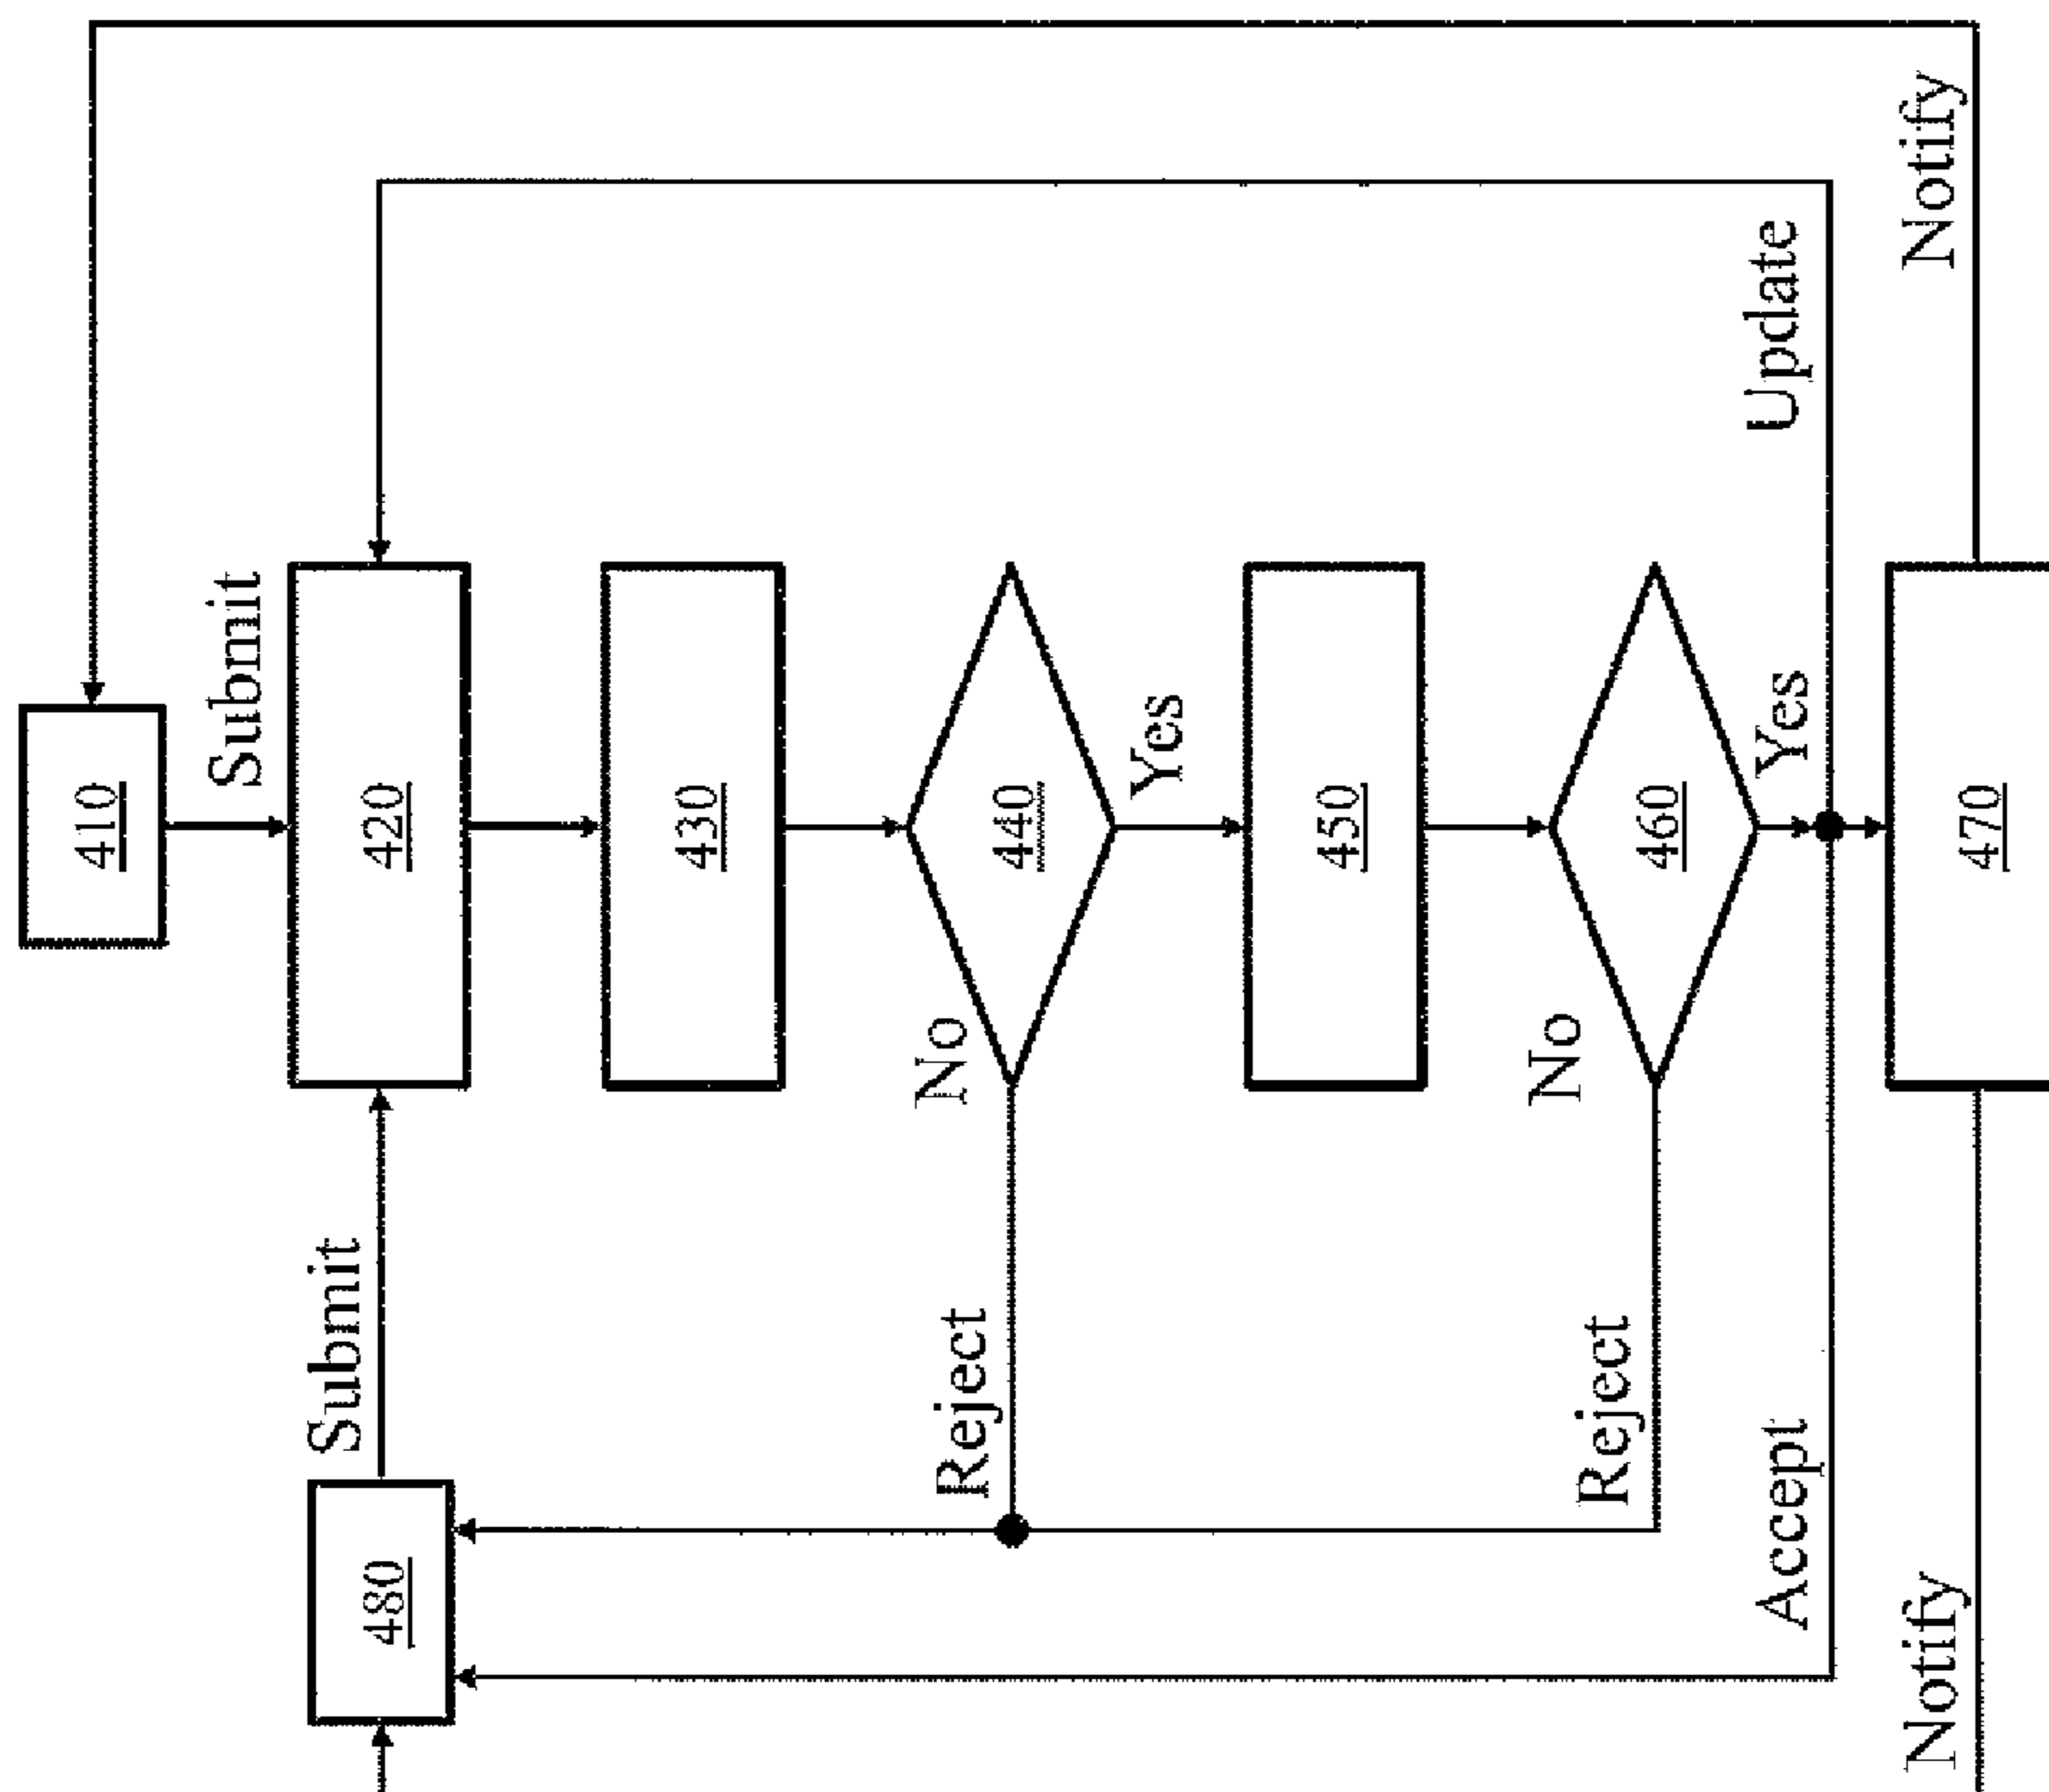 410
Submit
420
430
440
Yes
No
Reject
450
460
Yes
No
Reject
Update
Accept
470
Notify
Notify
480
Submit